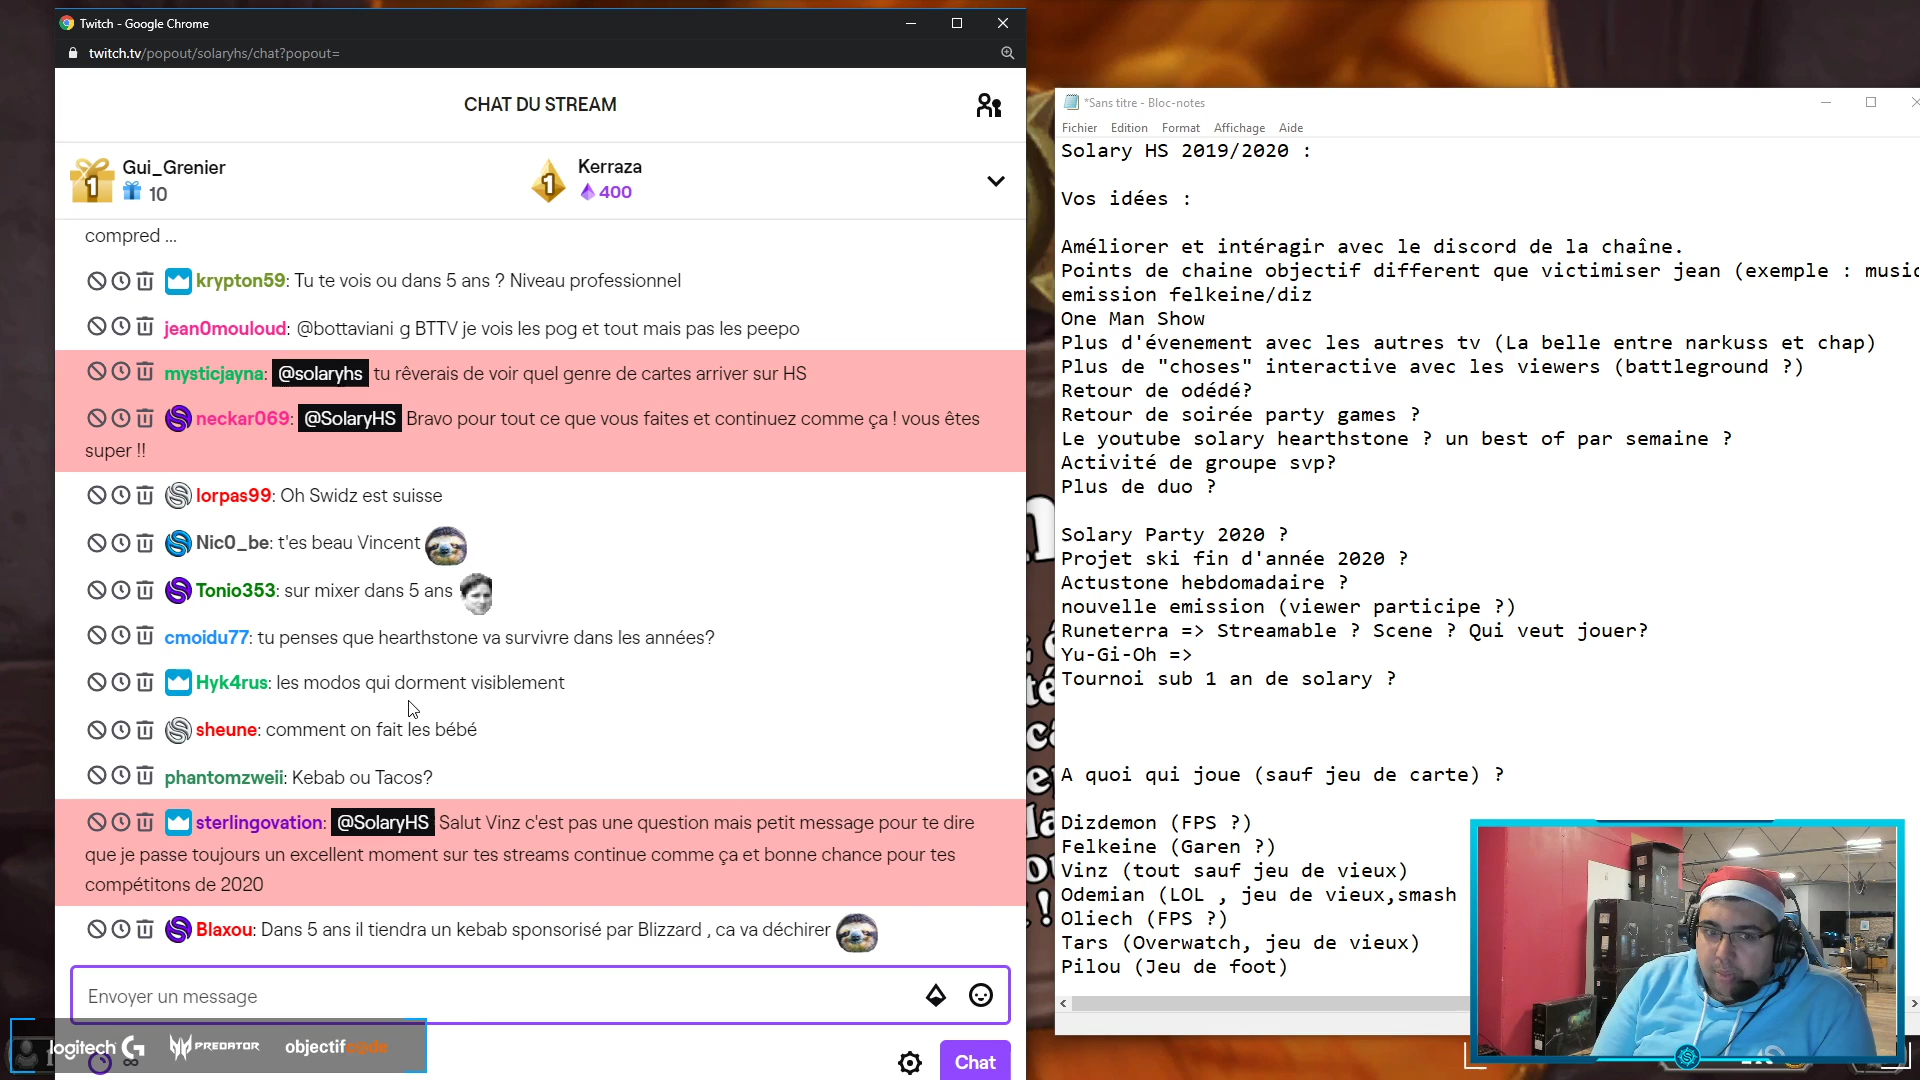 Twitch - Google Chrome
twitch.tv/popout/solaryhs/chat?popout=
CHAT DU STREAM
1 Gui_Grenier
10
1 Kerraza
400
compred ...
krypton59: Tu te vois ou dans 5 ans ? Niveau professionnel
jean0mouloud: @bottaviani g BTTV je vois les pog et tout mais pas les peepo
mysticjayna: @solaryhs tu rêverais de voir quel genre de cartes arriver sur HS
neckar069: @SolaryHS Bravo pour tout ce que vous faites et continuez comme ça ! vous êtes
super !!
lorpas99: Oh Swidz est suisse
Nic0_be: t'es beau Vincent
Tonio353: sur mixer dans 5 ans
cmoidu77: tu penses que hearthstone va survivre dans les années?
Hyk4rus: les modos qui dorment visiblement
sheune: comment on fait les bébé
phantomzweii: Kebab ou Tacos?
sterlingovation: @SolaryHS Salut Vinz c'est pas une question mais petit message pour te dire
que je passe toujours un excellent moment sur tes streams continue comme ça et bonne chance pour tes
compétitons de 2020
Blaxou: Dans 5 ans il tiendra un kebab sponsorisé par Blizzard , ca va déchirer
Envoyer un message
logitech G PREDATOR objectifcode
Chat
*Sans titre - Bloc-notes
Fichier Edition Format Affichage Aide
Solary HS 2019/2020 :
Vos idées :
Améliorer et intéragir avec le discord de la chaîne.
Points de chaine objectif different que victimiser jean (exemple : music
emission felkeine/diz
One Man Show
Plus d'évenement avec les autres tv (La belle entre narkuss et chap)
Plus de "choses" interactive avec les viewers (battleground ?)
Retour de odédé?
Retour de soirée party games ?
Le youtube solary hearthstone ? un best of par semaine ?
Activité de groupe svp?
Plus de duo ?
Solary Party 2020 ?
Projet ski fin d'année 2020 ?
Actustone hebdomadaire ?
nouvelle emission (viewer participe ?)
Runeterra => Streamable ? Scene ? Qui veut jouer?
Yu-Gi-Oh =>
Tournoi sub 1 an de solary ?
A quoi qui joue (sauf jeu de carte) ?
Dizdemon (FPS ?)
Felkeine (Garen ?)
Vinz (tout sauf jeu de vieux)
Odemian (LOL , jeu de vieux,smash
Oliech (FPS ?)
Tars (Overwatch, jeu de vieux)
Pilou (Jeu de foot)